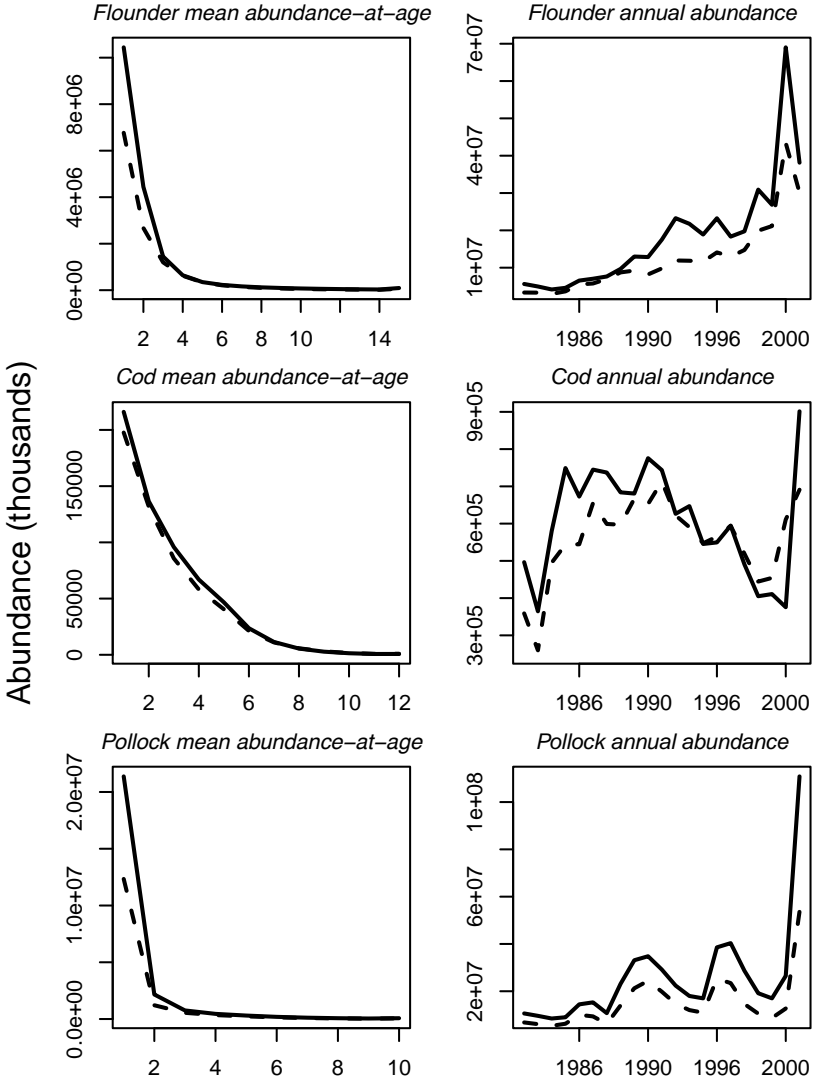 Abundance (thousands)
Flounder mean abundance−at−age
0e+00 4e+06 8e+06
2 4 6 8 10 14
Flounder annual abundance
1e+07 4e+07 7e+07
1986 1990 1996 2000
Cod mean abundance−at−age
0 50000 150000
2 4 6 8 10 12
Cod annual abundance
3e+05 6e+05 9e+05
1986 1990 1996 2000
Pollock mean abundance−at−age
0.0e+00 1.0e+07 2.0e+07
2 4 6 8 10
Pollock annual abundance
2e+07 6e+07 1e+08
1986 1990 1996 2000